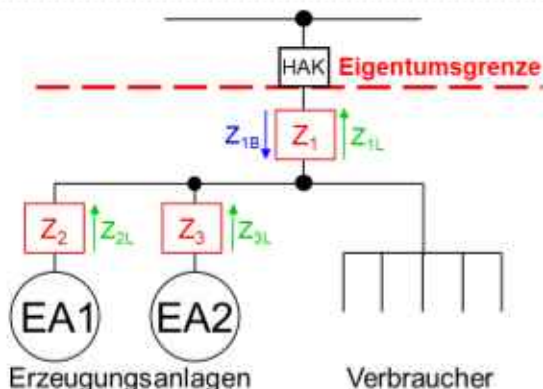 HAK Eigentumsgrenze
Z1B Z1 Z1L
Z2 Z2L Z3 Z3L
EA1 EA2
Erzeugungsanlagen Verbraucher